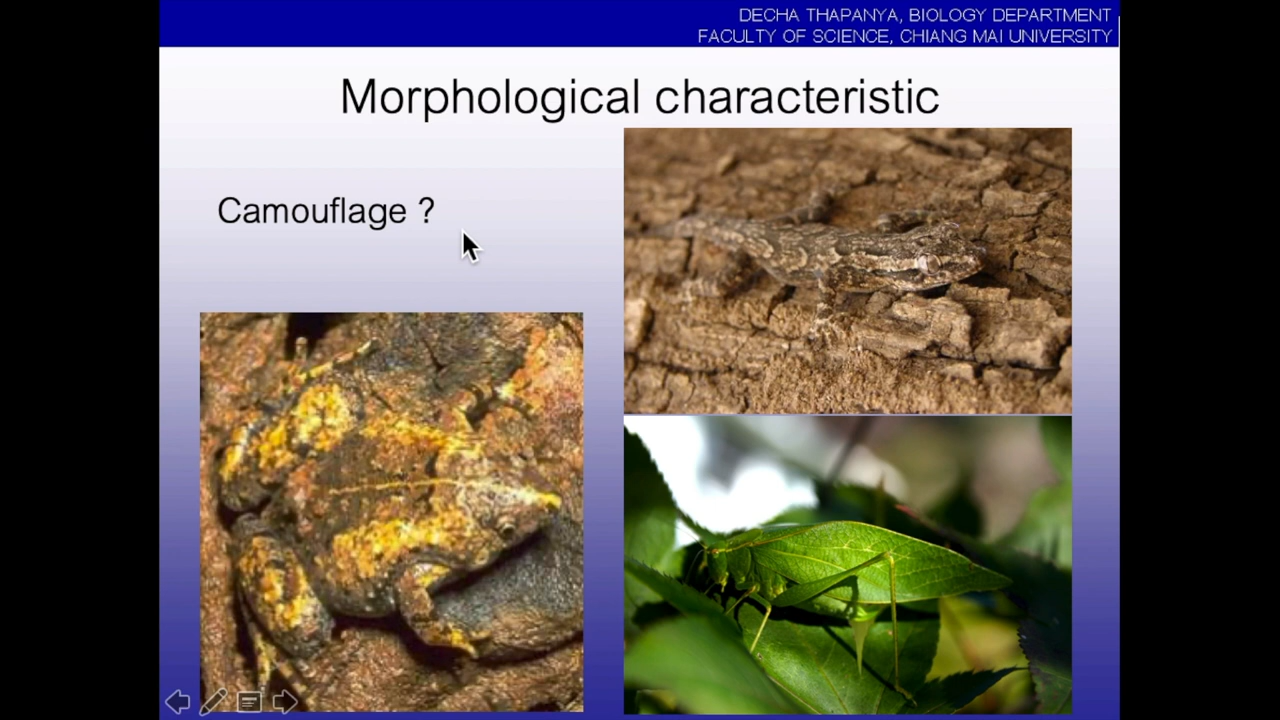 DECHA THAPANYA, BIOLOGY DEPARTMENT
FACULTY OF SCIENCE, CHIANG MAI UNIVERSITY
Morphological characteristic
Camouflage ?